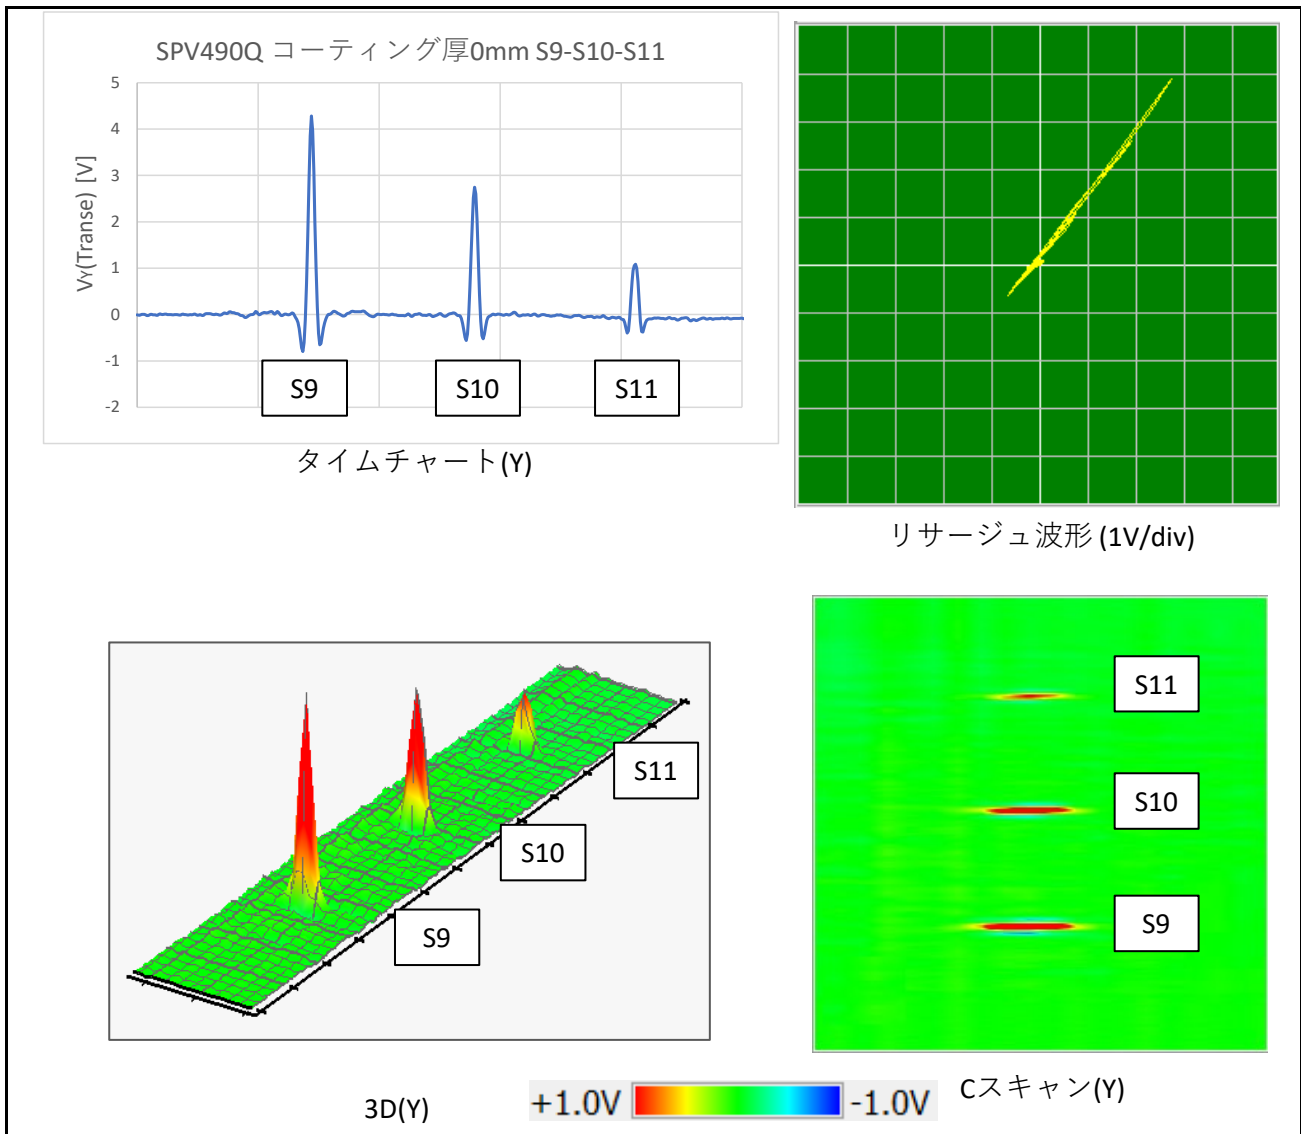 SPV490Q コーティング厚0mm S9-S10-S11
VY(Transe) [V]
5
4
3
2
1
0
-1
-2
S9
S10
S11
タイムチャート(Y)
リサージュ波形 (1V/div)
S11
S10
S9
3D(Y)
S11
S10
S9
Cスキャン(Y)
+1.0V
-1.0V